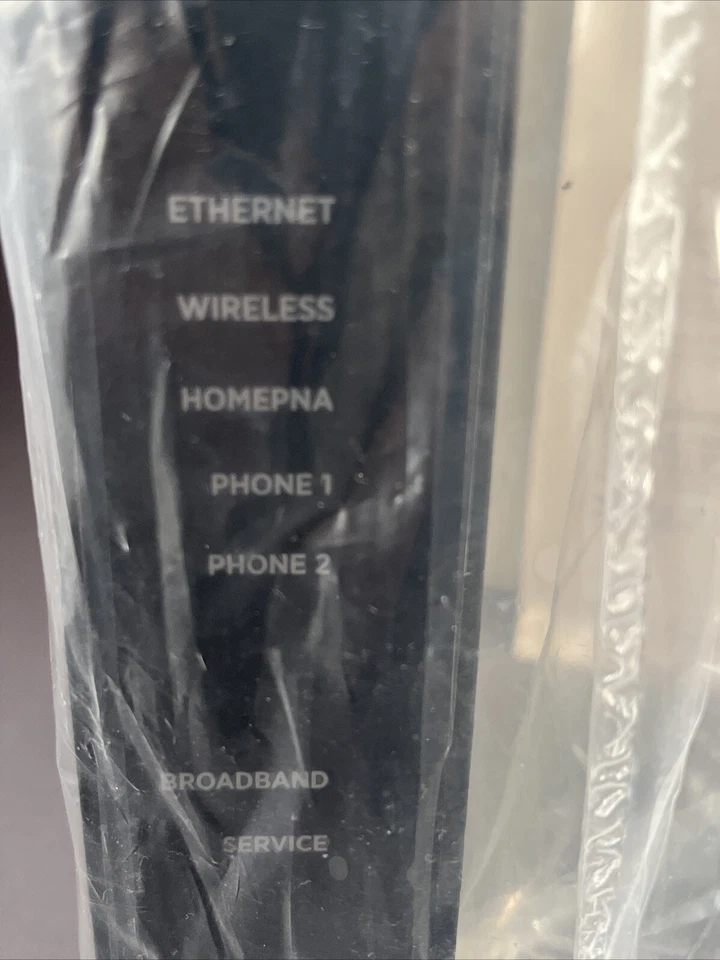 ETHERNET
WIRELESS
HOMEPNA
PHONE 1
PHONE 2
BROADBAND
SERVICE